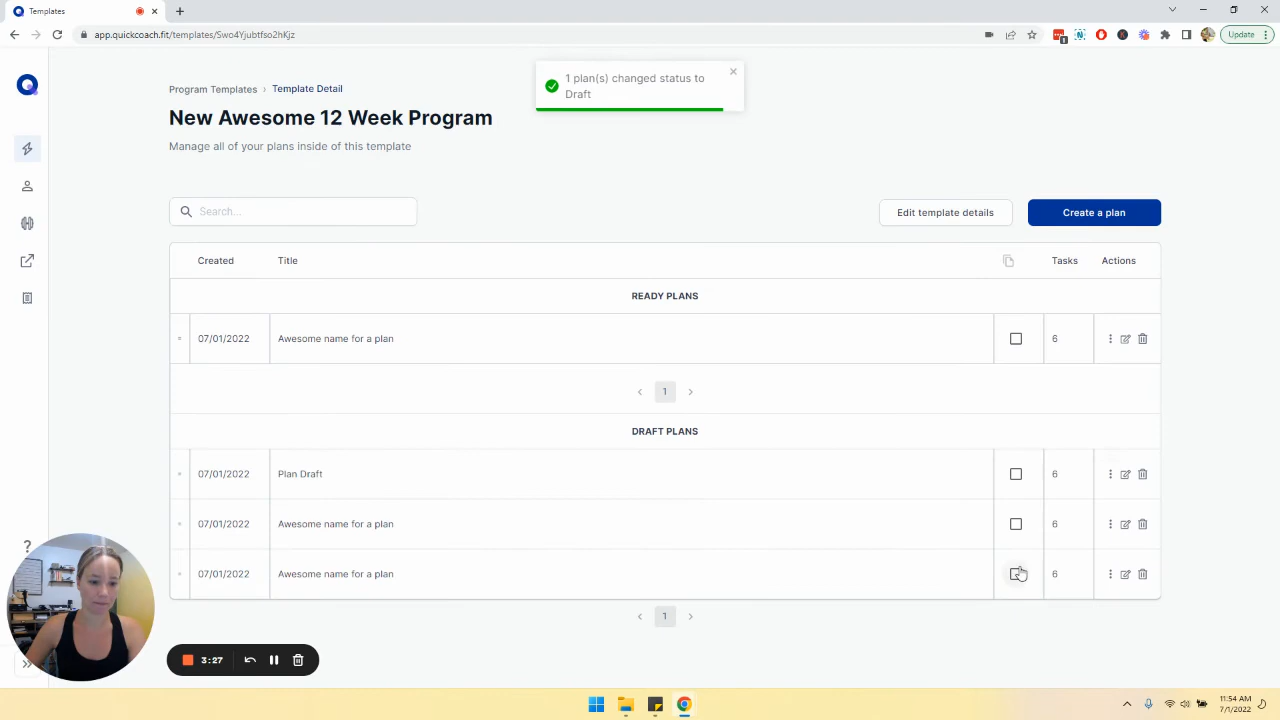 Templates
app.quickcoach.fit/templates/Swo4Yjubtfso2hKjz
1
Update
Program Templates › Template Detail
1 plan(s) changed status to
Draft
New Awesome 12 Week Program
Manage all of your plans inside of this template
Search...
Edit template details
Create a plan
Created Title Tasks Actions
READY PLANS
07/01/2022 Awesome name for a plan 6
1
DRAFT PLANS
07/01/2022 Plan Draft 6
07/01/2022 Awesome name for a plan 6
07/01/2022 Awesome name for a plan 6
1
3:27
11:54 AM
7/1/2022